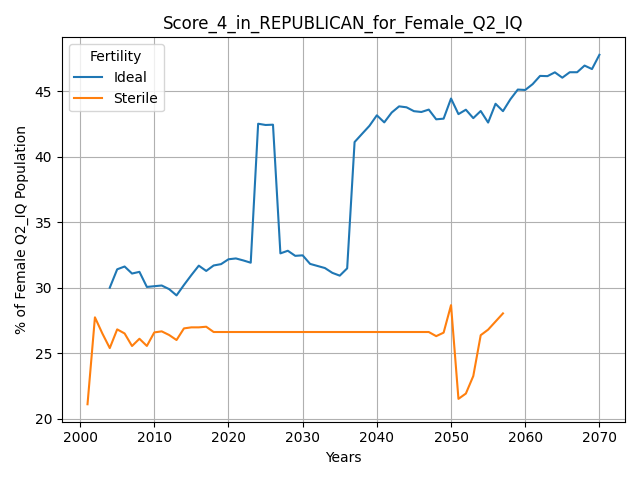 Score_4_in_REPUBLICAN_for_Female_Q2_IQ
Fertility
Ideal
Sterile
% of Female Q2_IQ Population
45
40
35
30
25
20
2000 2010 2020 2030 2040 2050 2060 2070
Years